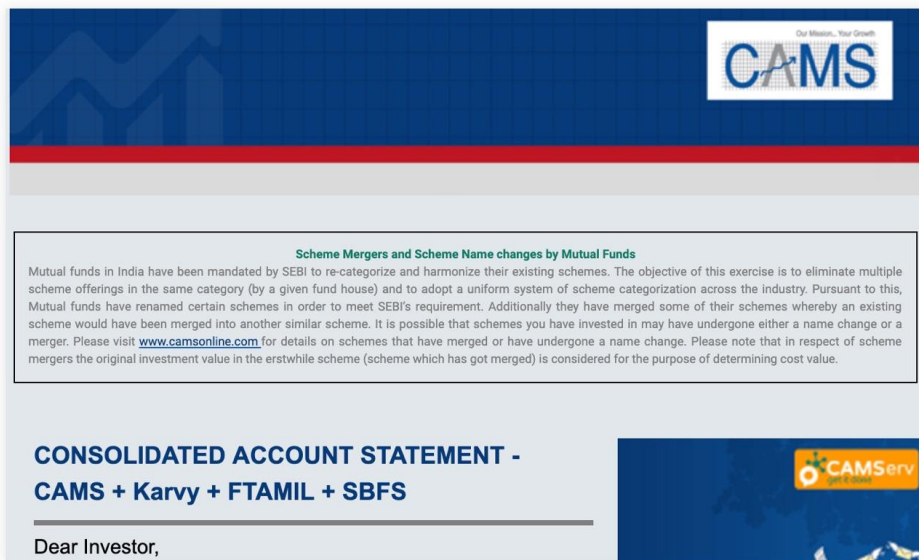 Our Mission... Your Growth
CAMS
Scheme Mergers and Scheme Name changes by Mutual Funds
Mutual funds in India have been mandated by SEBI to re-categorize and harmonize their existing schemes. The objective of this exercise is to eliminate multiple
scheme offerings in the same category (by a given fund house) and to adopt a uniform system of scheme categorization across the industry. Pursuant to this,
Mutual funds have renamed certain schemes in order to meet SEBI's requirement. Additionally they have merged some of their schemes whereby an existing
scheme would have been merged into another similar scheme. It is possible that schemes you have invested in may have undergone either a name change or a
merger. Please visit www.camsonline.com for details on schemes that have merged or have undergone a name change. Please note that in respect of scheme
mergers the original investment value in the erstwhile scheme (scheme which has got merged) is considered for the purpose of determining cost value.
CONSOLIDATED ACCOUNT STATEMENT -
CAMS + Karvy + FTAMIL + SBFS
CAMServ
get it done
Dear Investor,